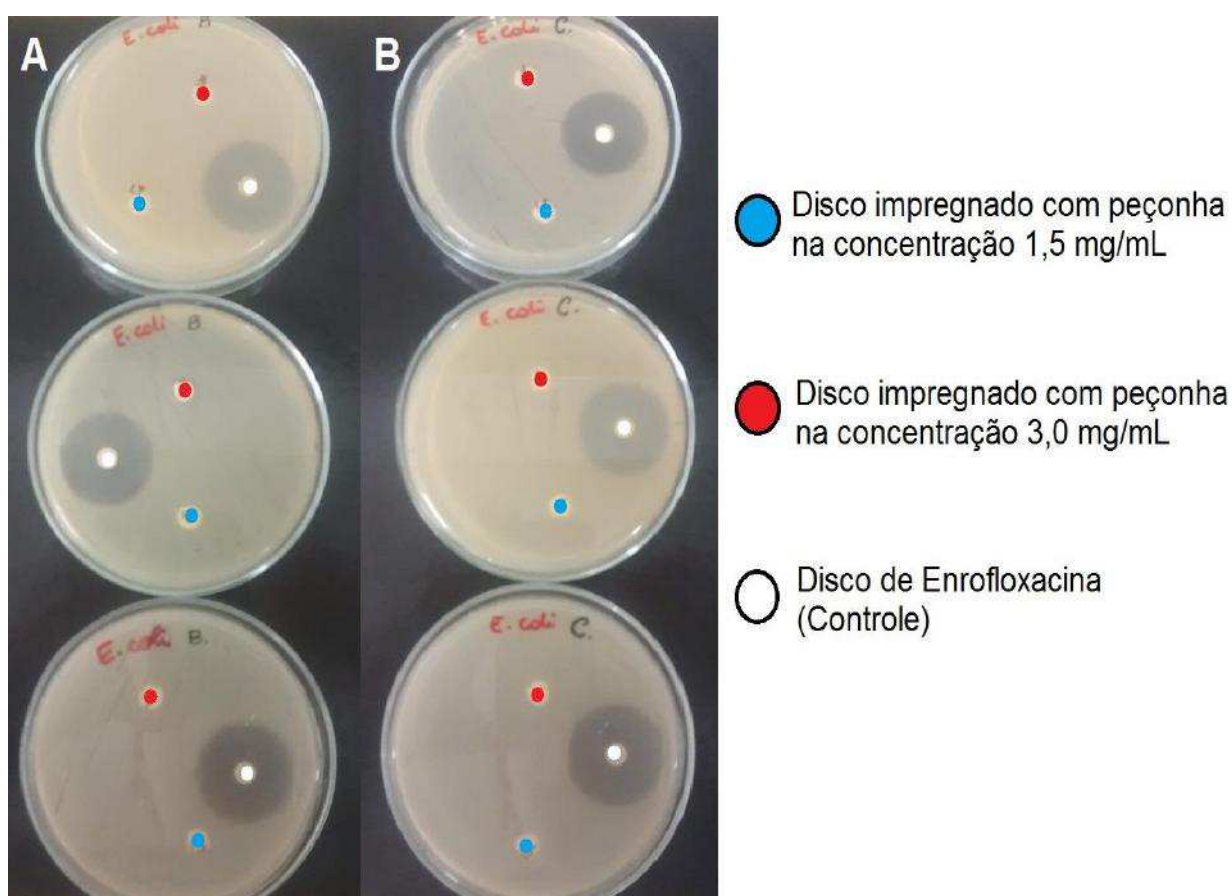 A
B
E. coli B
E. coli C.
E. coli B
E. coli C.
E. coli B.
E. coli C.
Disco impregnado com peçonha
na concentração 1,5 mg/mL
Disco impregnado com peçonha
na concentração 3,0 mg/mL
Disco de Enrofloxacina
(Controle)